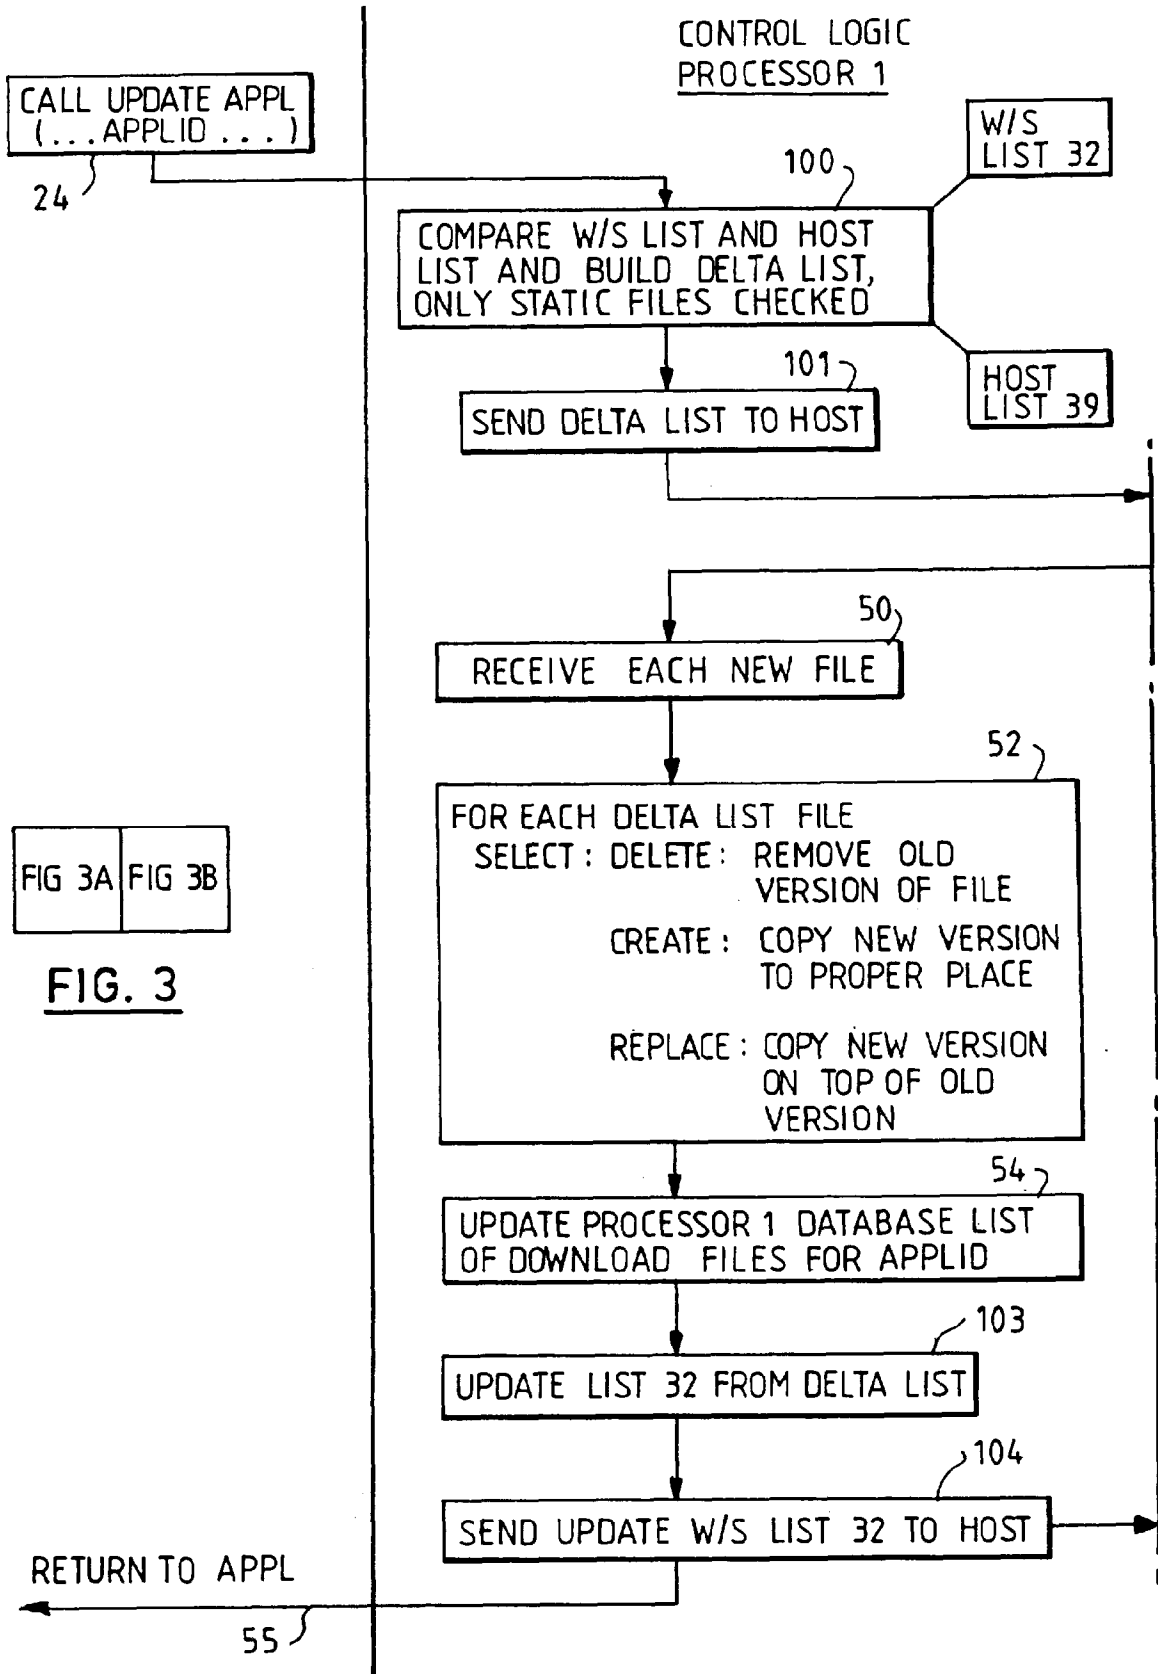 CONTROL LOGIC
PROCESSOR 1
CALL UPDATE APPL
(...APPLID...)
24
W/S
LIST 32
100
COMPARE W/S LIST AND HOST
LIST AND BUILD DELTA LIST,
ONLY STATIC FILES CHECKED
HOST
LIST 39
101
SEND DELTA LIST TO HOST
50
RECEIVE EACH NEW FILE
52
FOR EACH DELTA LIST FILE
SELECT: DELETE: REMOVE OLD
VERSION OF FILE
CREATE: COPY NEW VERSION
TO PROPER PLACE
REPLACE: COPY NEW VERSION
ON TOP OF OLD
VERSION
FIG 3A FIG 3B
FIG. 3
54
UPDATE PROCESSOR 1 DATABASE LIST
OF DOWNLOAD FILES FOR APPLID
103
UPDATE LIST 32 FROM DELTA LIST
104
SEND UPDATE W/S LIST 32 TO HOST
RETURN TO APPL
55